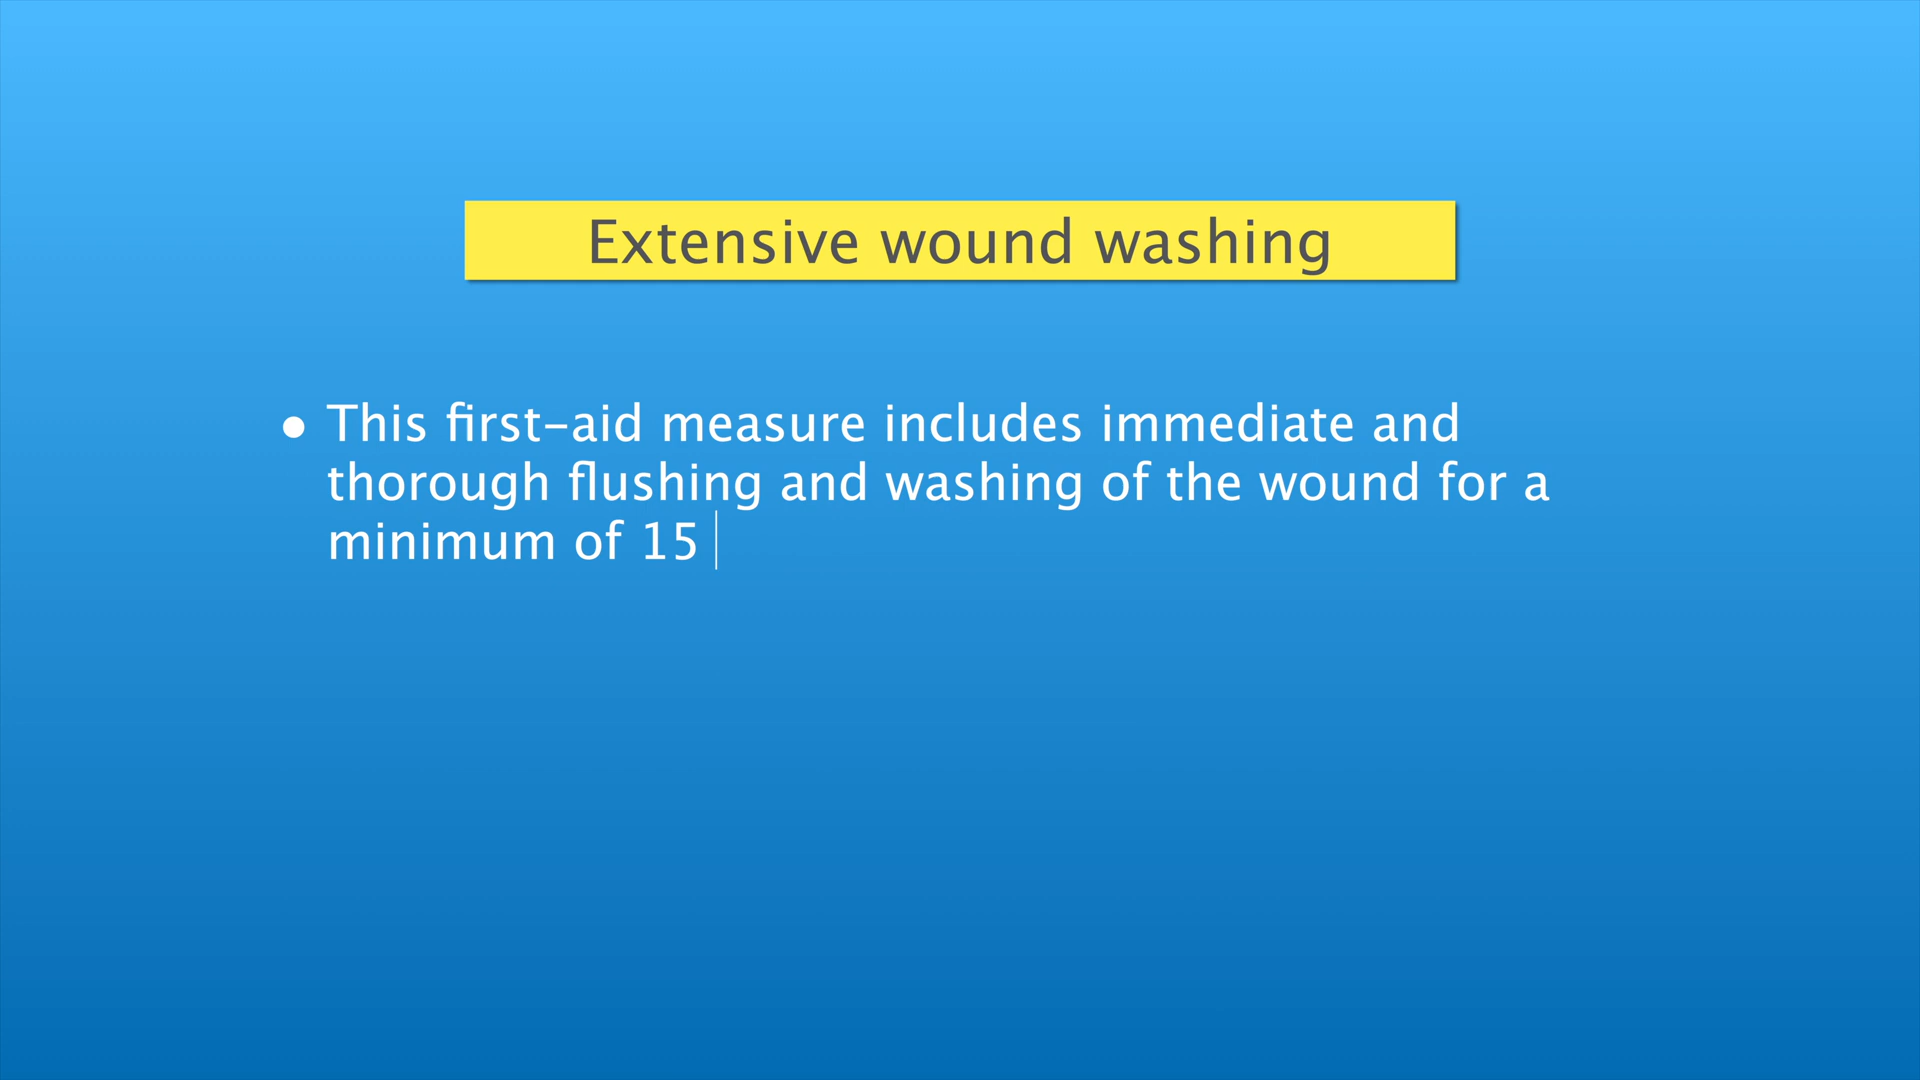 Extensive wound washing
• This first-aid measure includes immediate and
thorough flushing and washing of the wound for a
minimum of 15